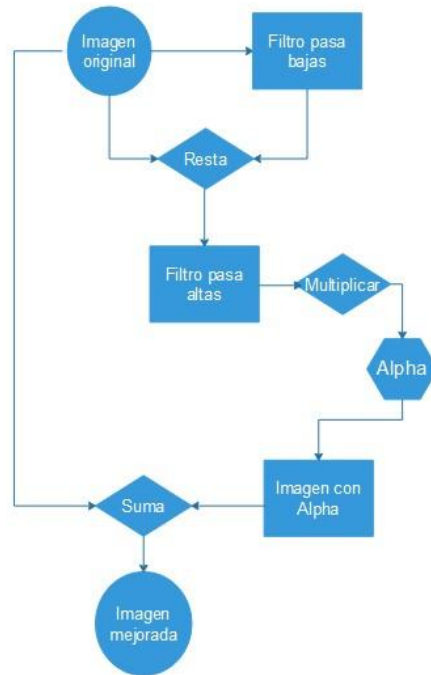 Imagen
original
Filtro pasa
bajas
Resta
Filtro pasa
altas
Multiplicar
Alpha
Imagen con
Alpha
Suma
Imagen
mejorada